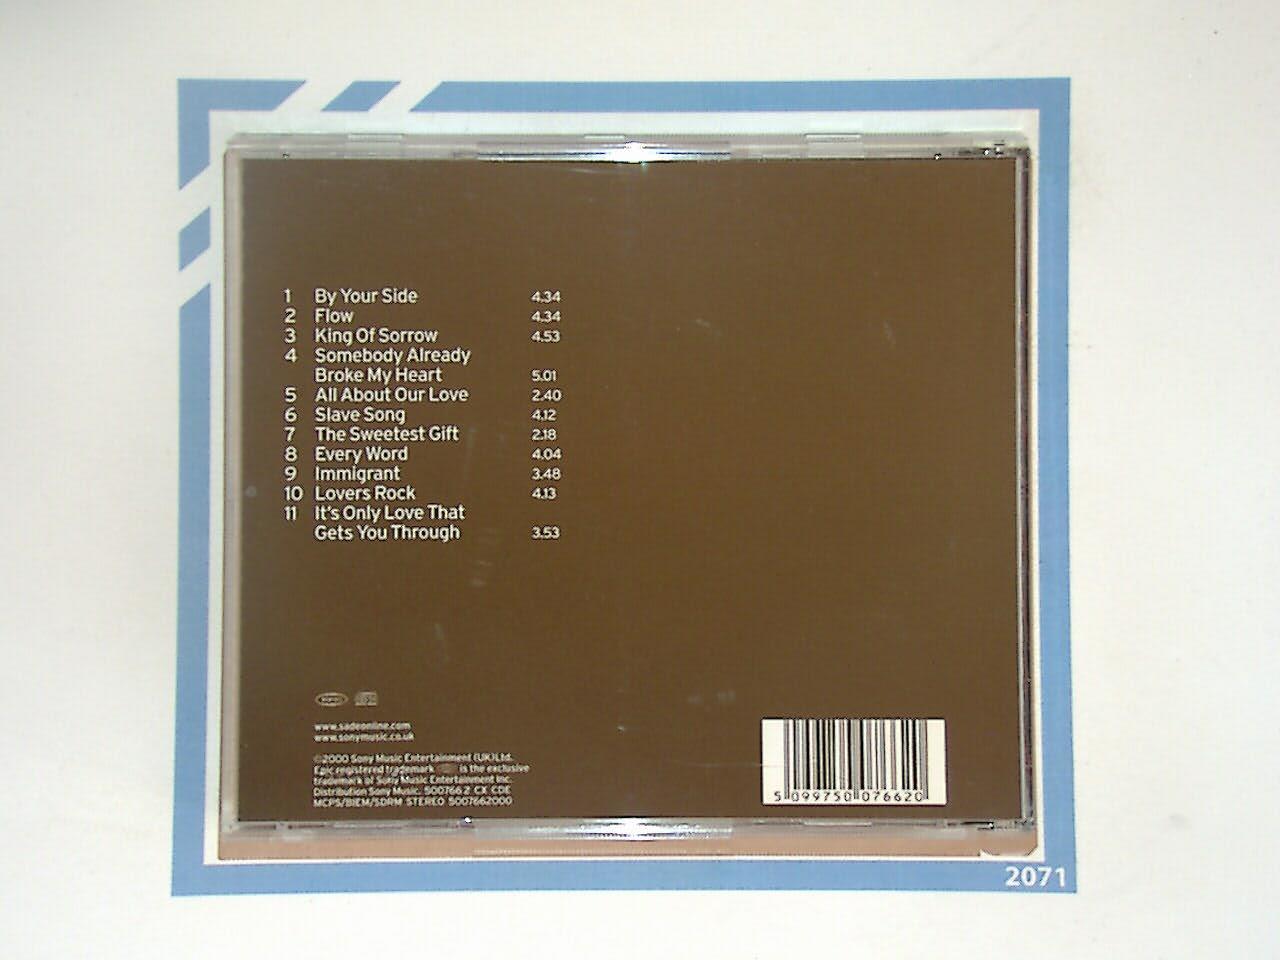 1 By Your Side 4.34
2 Flow 4.34
3 King Of Sorrow 4.53
4 Somebody Already
Broke My Heart 5.01
5 All About Our Love 2.40
6 Slave Song 4.12
7 The Sweetest Gift 2.18
8 Every Word 4.04
9 Immigrant 3.48
10 Lovers Rock 4.13
11 It's Only Love That
Gets You Through 3.53
www.sadeonline.com
www.sonymusic.co.uk
©2000 Sony Music Entertainment (UK) Ltd.
Epic registered trademark is the exclusive
trademark of Sony Music Entertainment Inc.
Distribution Sony Music. 500766 2 CX CDE
MCPS/BIEM/SDRM STEREO 5007662000
5 099750 076620
2071